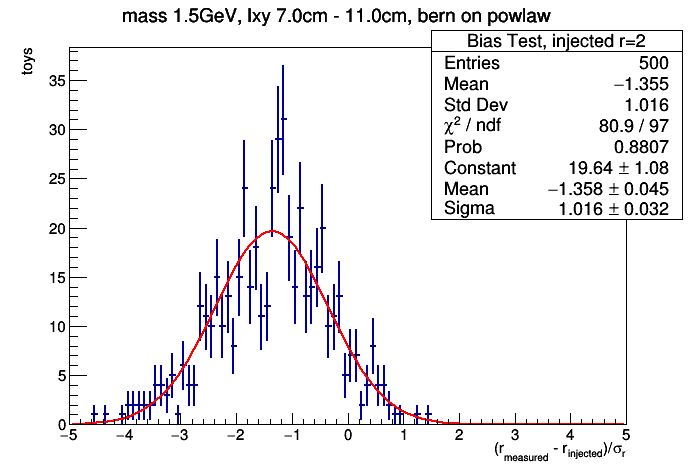 mass 1.5GeV, lxy 7.0cm - 11.0cm, bern on powlaw
Bias Test, injected r=2
Entries 500
Mean −1.355
Std Dev 1.016
χ² / ndf 80.9 / 97
Prob 0.8807
Constant 19.64 ± 1.08
Mean −1.358 ± 0.045
Sigma 1.016 ± 0.032
toys
35
30
25
20
15
10
5
0
−5 −4 −3 −2 −1 0 1 2 3 4 5
(r_measured - r_injected)/σ_r